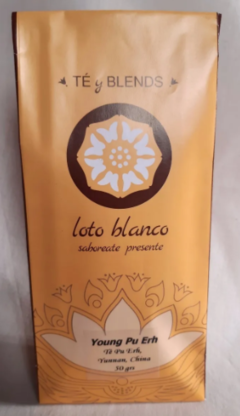 TÉ y BLENDS
loto blanco
saboreate presente
Young Pu Erh
Té Pu Erh,
Yunnan, China
50 grs